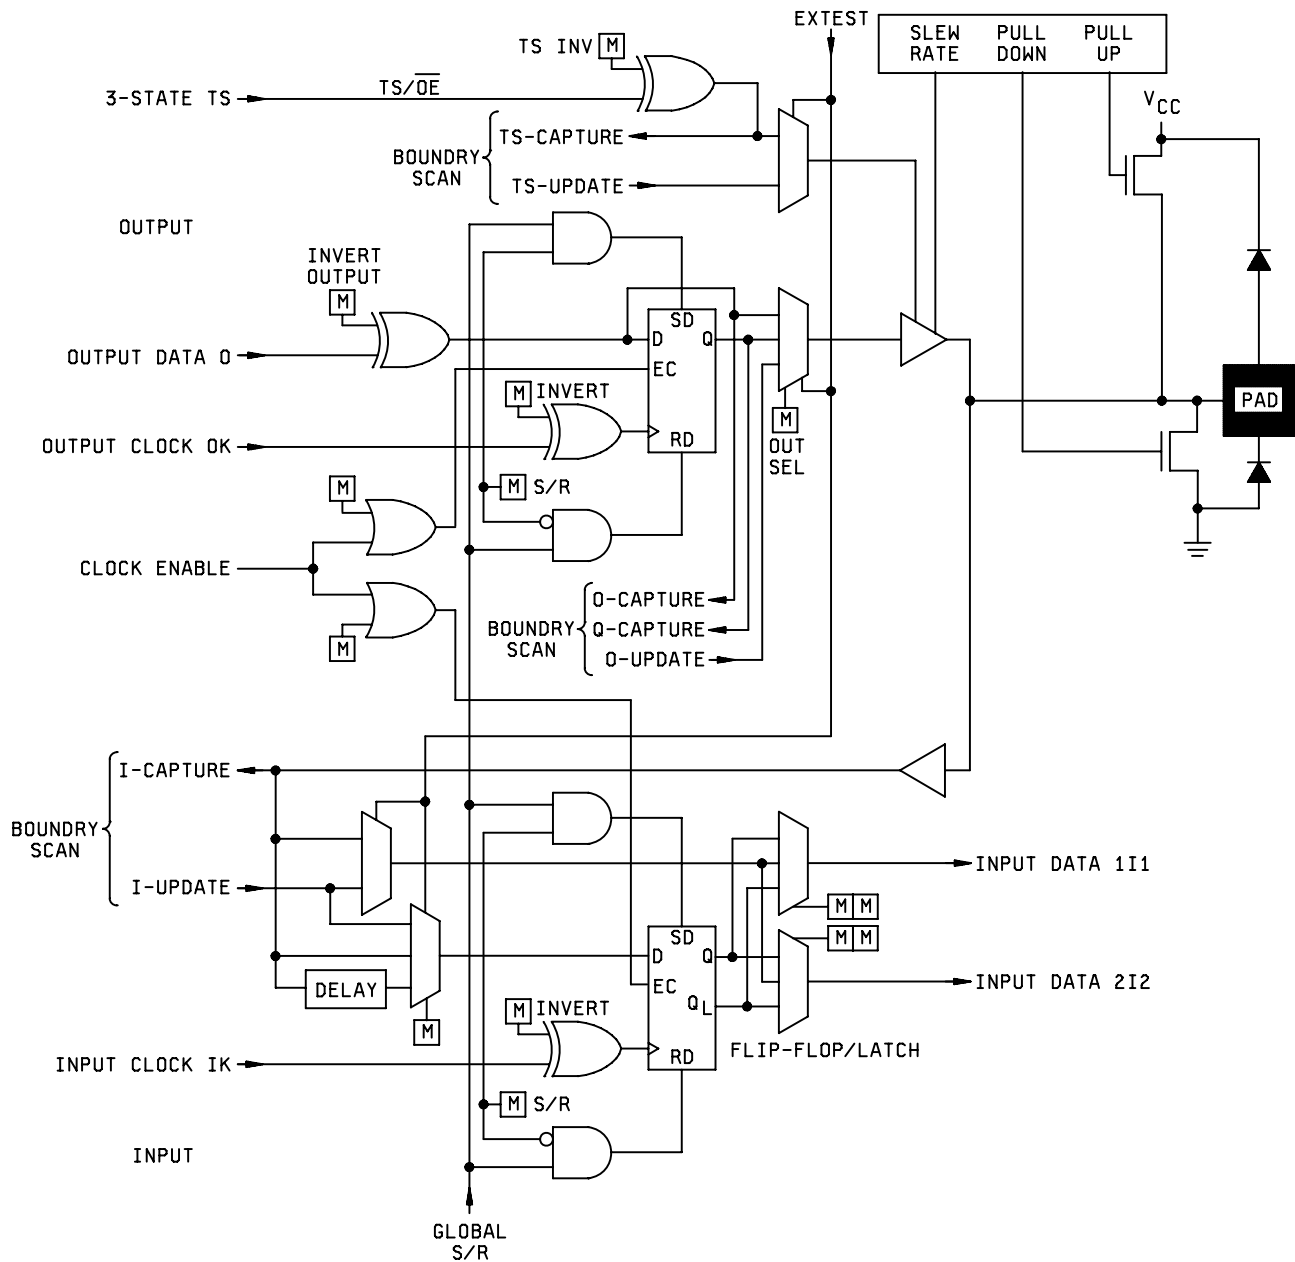 EXTEST
SLEW RATE
PULL DOWN
PULL UP
TS INV M
3-STATE TS
TS/OE
VCC
TS-CAPTURE
BOUNDRY
SCAN
TS-UPDATE
OUTPUT
INVERT
OUTPUT
M
SD
D
Q
OUTPUT DATA O
EC
M INVERT
PAD
M
OUT
SEL
OUTPUT CLOCK OK
RD
M
M S/R
CLOCK ENABLE
M
O-CAPTURE
BOUNDRY
SCAN
Q-CAPTURE
O-UPDATE
I-CAPTURE
BOUNDRY
SCAN
I-UPDATE
INPUT DATA 1I1
M M
M M
SD
D
Q
INPUT DATA 2I2
EC
DELAY
QL
M
M INVERT
FLIP-FLOP/LATCH
INPUT CLOCK IK
RD
M S/R
INPUT
GLOBAL
S/R